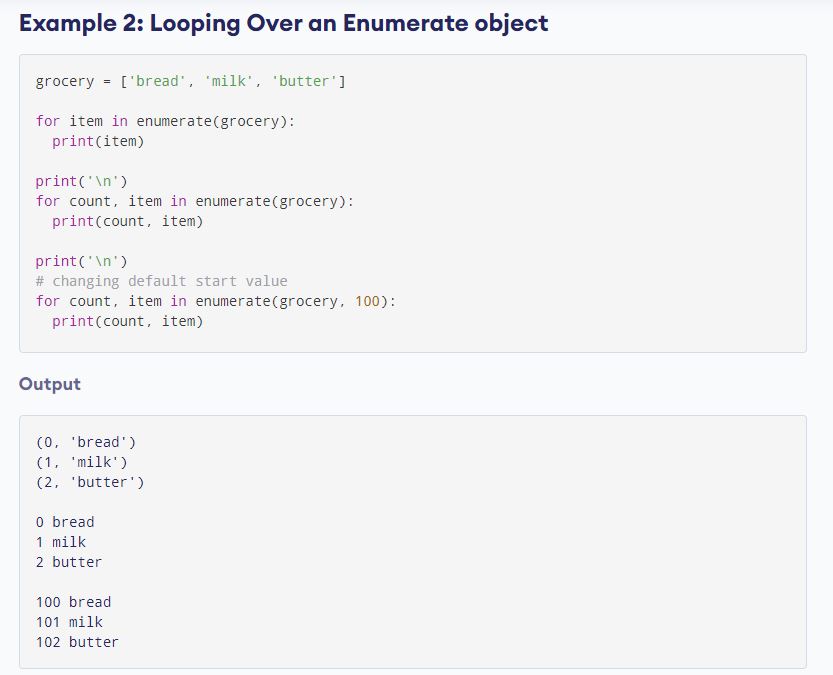 Example 2: Looping Over an Enumerate object
grocery = ['bread', 'milk', 'butter']
for item in enumerate(grocery):
  print(item)
print('\n')
for count, item in enumerate(grocery):
  print(count, item)
print('\n')
# changing default start value
for count, item in enumerate(grocery, 100):
  print(count, item)
Output
(0, 'bread')
(1, 'milk')
(2, 'butter')
0 bread
1 milk
2 butter
100 bread
101 milk
102 butter